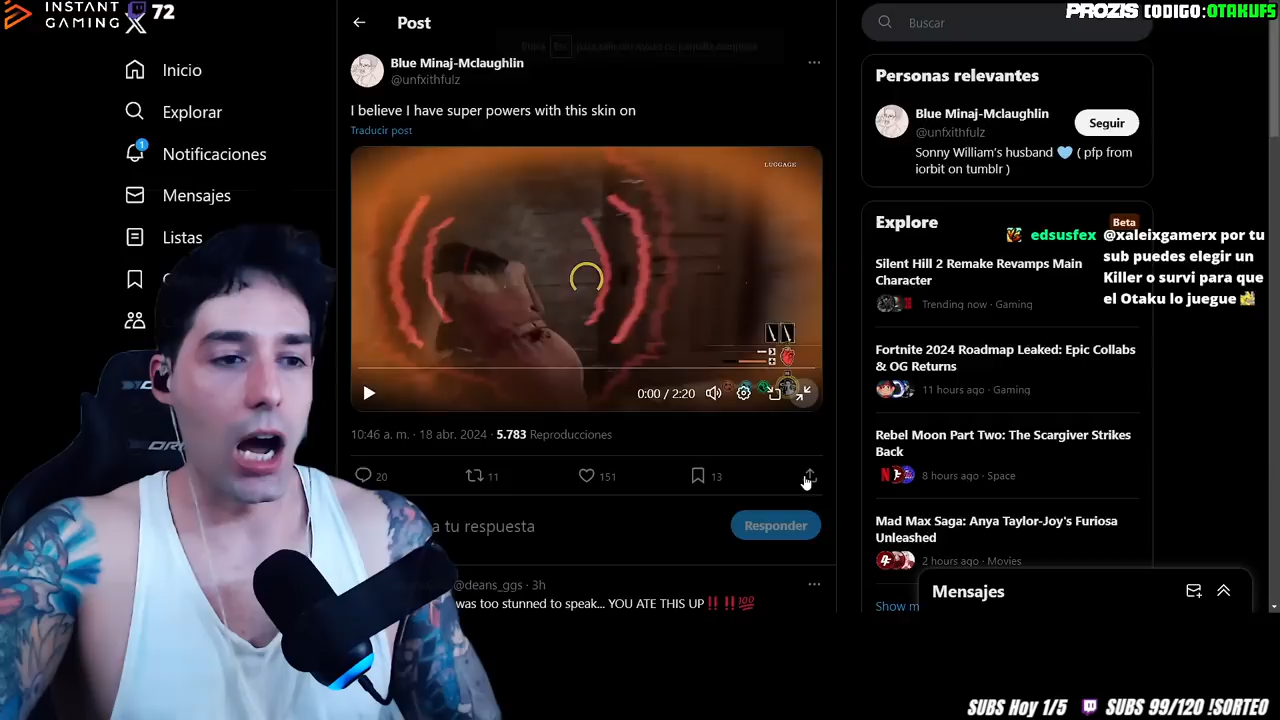 INSTANT
GAMING
72
Inicio
Explorar
1
Notificaciones
Mensajes
Listas
Post
Blue Minaj-Mclaughlin
@unfxithfulz
I believe I have super powers with this skin on
Traducir post
LUGGAGE
0:00 / 2:20
10:46 a. m. · 18 abr. 2024 · 5.783 Reproducciones
20 11 151 13
a tu respuesta
Responder
@deans_ggs · 3h
was too stunned to speak... YOU ATE THIS UP‼️ ‼️💯
PROZIS CODIGO:OTAKUFS
Buscar
Personas relevantes
Blue Minaj-Mclaughlin
@unfxithfulz
Seguir
Sonny William's husband 🩵 ( pfp from
iorbit on tumblr )
Explore
Beta
Silent Hill 2 Remake Revamps Main
Character
Trending now · Gaming
Fortnite 2024 Roadmap Leaked: Epic Collabs
& OG Returns
11 hours ago · Gaming
Rebel Moon Part Two: The Scargiver Strikes
Back
8 hours ago · Space
Mad Max Saga: Anya Taylor-Joy's Furiosa
Unleashed
2 hours ago · Movies
Show m
edsusfex @xaleixgamerx por tu
sub puedes elegir un
Killer o survi para que
el Otaku lo juegue
Mensajes
SUBS Hoy 1/5 SUBS 99/120 !SORTEO